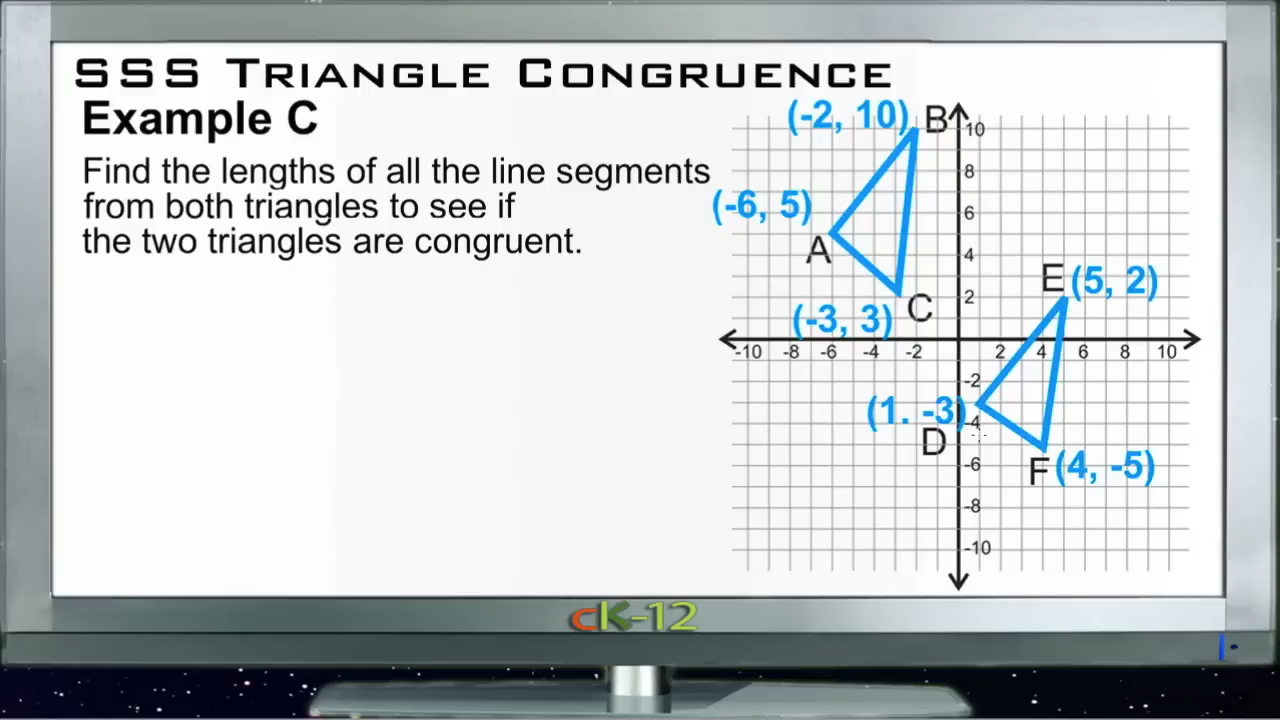 SSS TRIANGLE CONGRUENCE
Example C
Find the lengths of all the line segments
from both triangles to see if
the two triangles are congruent.
(-2, 10) B
10
8
(-6, 5)
6
A
4
E (5, 2)
2
C
(-3, 3)
-10 -8 -6 -4 -2 2 4 6 8 10
-2
(1. -3)
-4
D
-6
F (4, -5)
-8
-10
cK-12